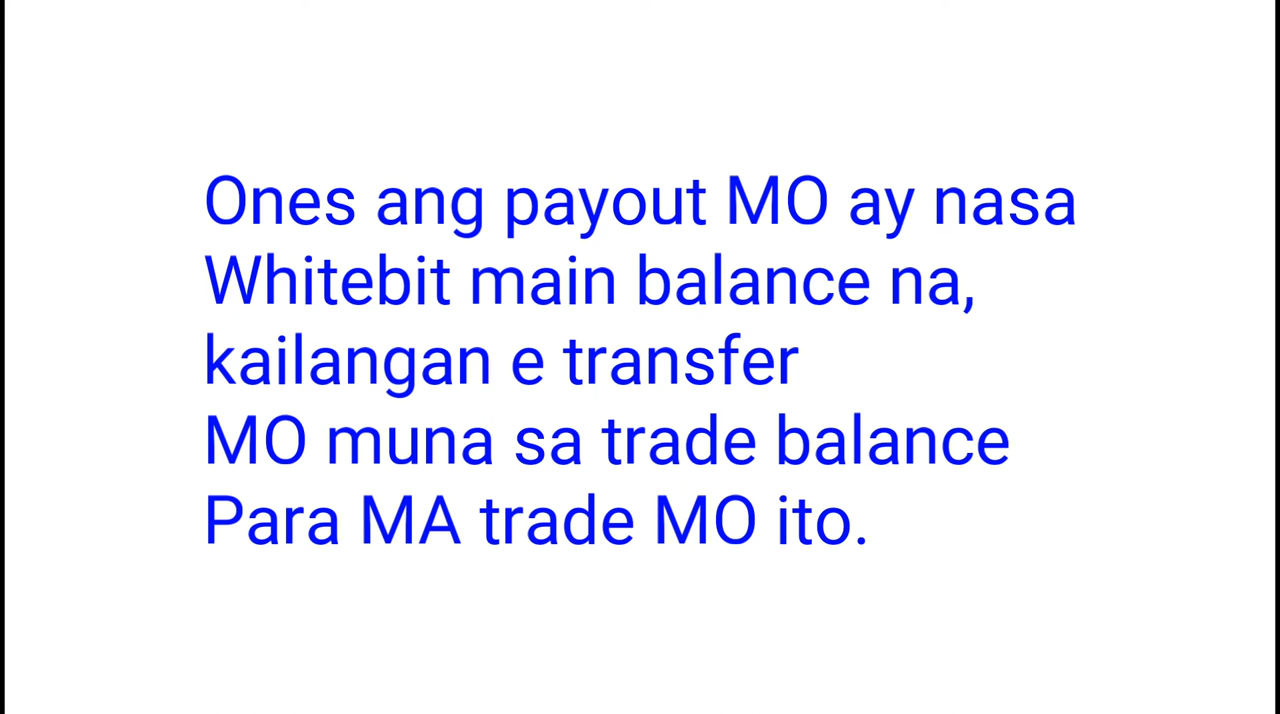 Ones ang payout MO ay nasa
Whitebit main balance na,
kailangan e transfer
MO muna sa trade balance
Para MA trade MO ito.